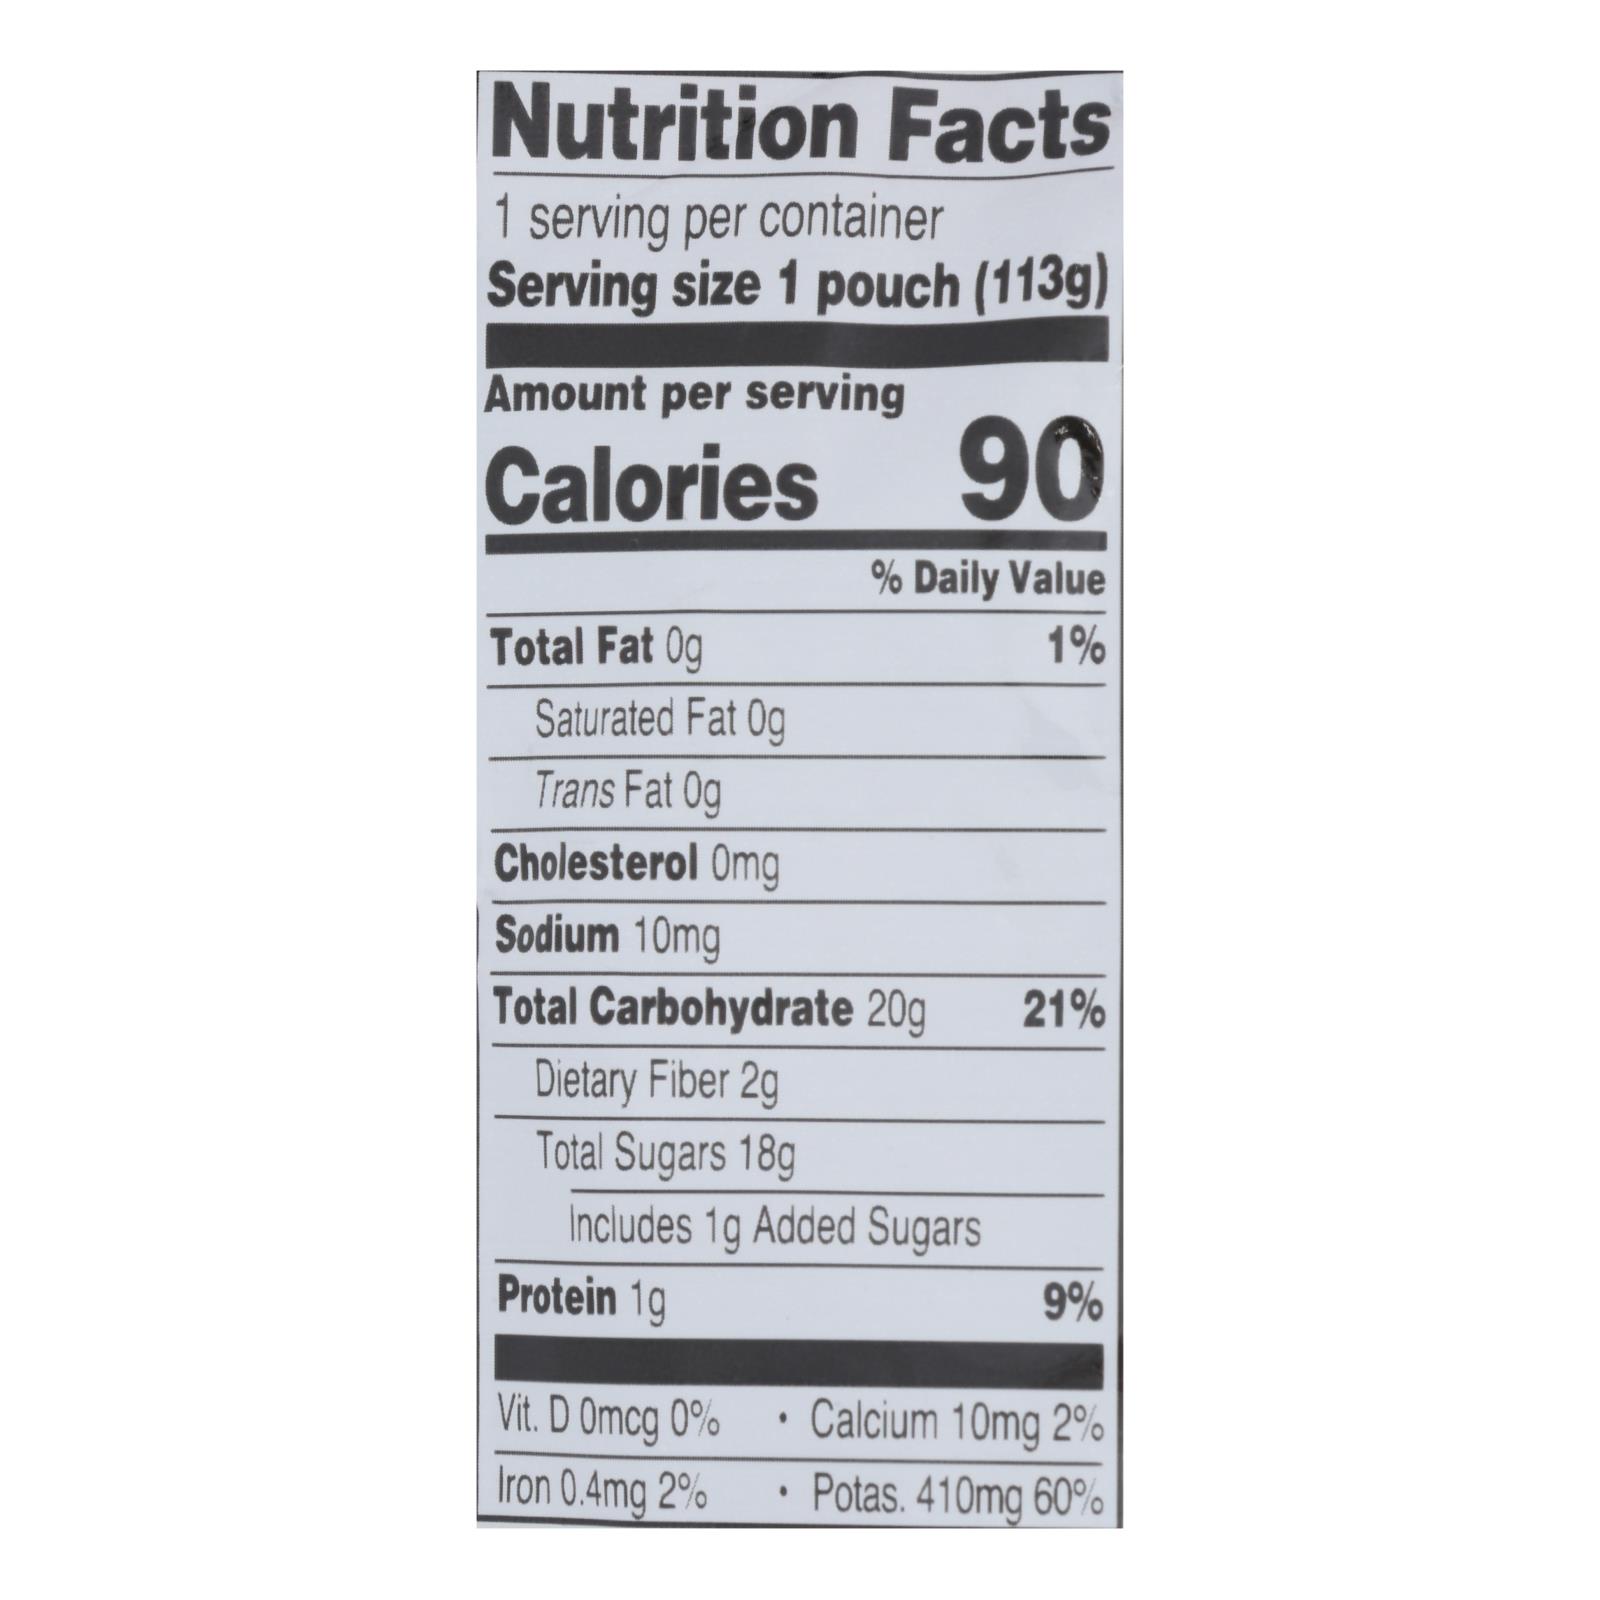 Nutrition Facts
1 serving per container
Serving size 1 pouch (113g)
Amount per serving
Calories 90
% Daily Value
Total Fat 0g 1%
Saturated Fat 0g
Trans Fat 0g
Cholesterol 0mg
Sodium 10mg
Total Carbohydrate 20g 21%
Dietary Fiber 2g
Total Sugars 18g
Includes 1g Added Sugars
Protein 1g 9%
Vit. D 0mcg 0% • Calcium 10mg 2%
Iron 0.4mg 2% • Potas. 410mg 60%